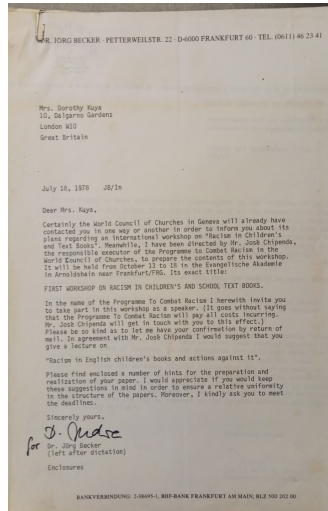 DR. JÖRG BECKER · PETTERWEILSTR. 22 · D-6000 FRANKFURT 60 · TEL. (0611) 46 23 41
Mrs. Dorothy Kuya
10, Dalgarno Gardens
London W10
Great Britain
July 18, 1978 JB/Im
Dear Mrs. Kuya,
Certainly the World Council of Churches in Geneva will already have
contacted you in one way or another in order to inform you about its
plans regarding an international workshop on "Racism in Children's
and Text Books". Meanwhile, I have been directed by Mr. José Chipenda,
the responsible executor of the Programme to Combat Racism in the
World Council of Churches, to prepare the contents of this workshop.
It will be held from October 13 to 18 in the Evangelische Akademie
in Arnoldshain near Frankfurt/FRG. Its exact title:
FIRST WORKSHOP ON RACISM IN CHILDREN'S AND SCHOOL TEXT BOOKS.
In the name of the Programme To Combat Racism I herewith invite you
to take part in this workshop as a speaker. (It goes without saying
that the Programme To Combat Racism will pay all costs incurring.
Mr. José Chipenda will get in touch with you to this effect.)
Please be so kind as to let me have your confirmation by return of
mail. In agreement with Mr. José Chipenda I would suggest that you
give a lecture on
"Racism in English children's books and actions against it".
Please find enclosed a number of hints for the preparation and
realization of your paper. I would appreciate if you would keep
these suggestions in mind in order to ensure a relative uniformity
in the structure of the papers. Moreover, I kindly ask you to meet
the deadlines.
Sincerely yours,
for Dr. Jörg Becker
(left after dictation)
Enclosures
BANKVERBINDUNG: 2-08695-1, BHF-BANK FRANKFURT AM MAIN; BLZ 500 202 00